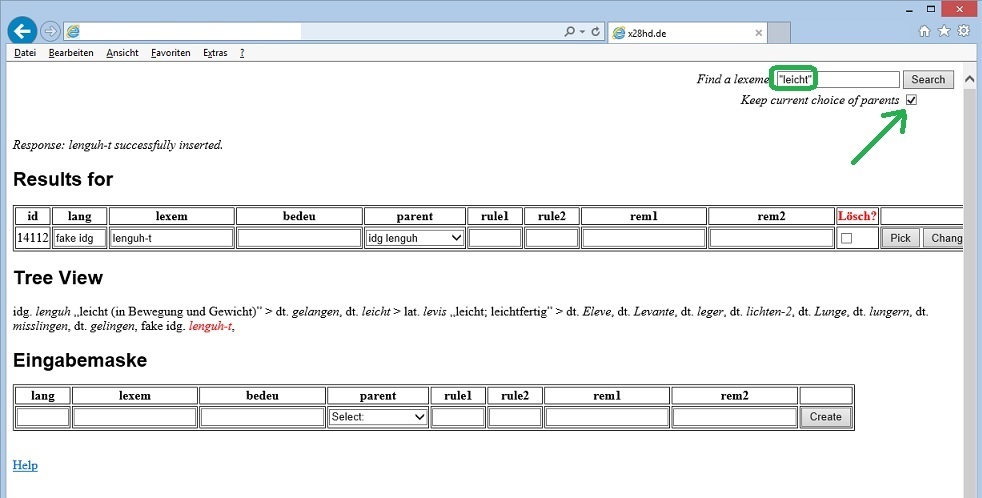 x28hd.de
Datei Bearbeiten Ansicht Favoriten Extras ?
Find a lexeme "leicht" Search
Keep current choice of parents
Response: lenguh-t successfully inserted.
Results for
id lang lexem bedeu parent rule1 rule2 rem1 rem2 Lösch?
14112 fake idg lenguh-t idg lenguh Pick Chang
Tree View
idg. lenguh „leicht (in Bewegung und Gewicht)" > dt. gelangen, dt. leicht > lat. levis „leicht; leichtfertig" > dt. Eleve, dt. Levante, dt. leger, dt. lichten-2, dt. Lunge, dt. lungern, dt.
misslingen, dt. gelingen, fake idg. lenguh-t,
Eingabemaske
lang lexem bedeu parent rule1 rule2 rem1 rem2
Select: Create
Help